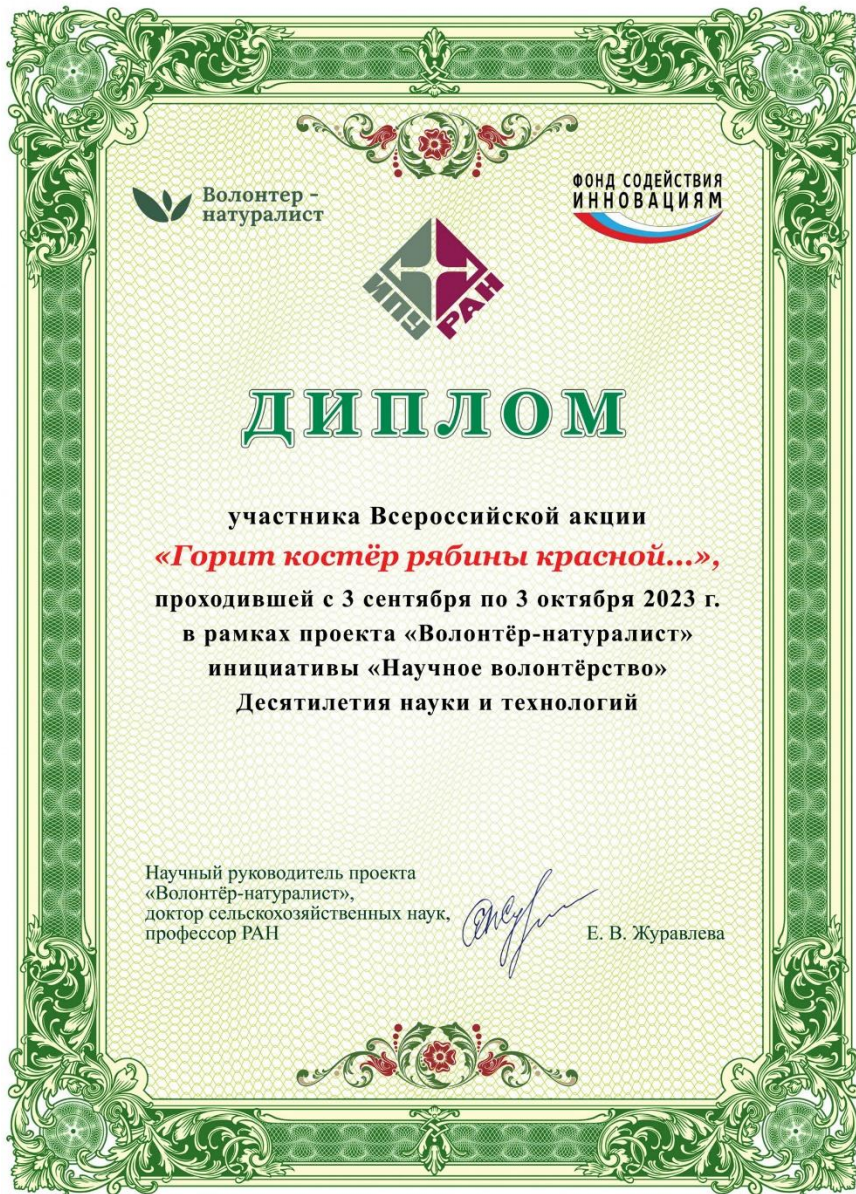 Волонтер -
натуралист
ФОНД СОДЕЙСТВИЯ
ИННОВАЦИЯМ
ИПУ РАН
ДИПЛОМ
участника Всероссийской акции
«Горит костёр рябины красной...»,
проходившей с 3 сентября по 3 октября 2023 г.
в рамках проекта «Волонтёр-натуралист»
инициативы «Научное волонтёрство»
Десятилетия науки и технологий
Научный руководитель проекта
«Волонтёр-натуралист»,
доктор сельскохозяйственных наук,
профессор РАН
Е. В. Журавлева